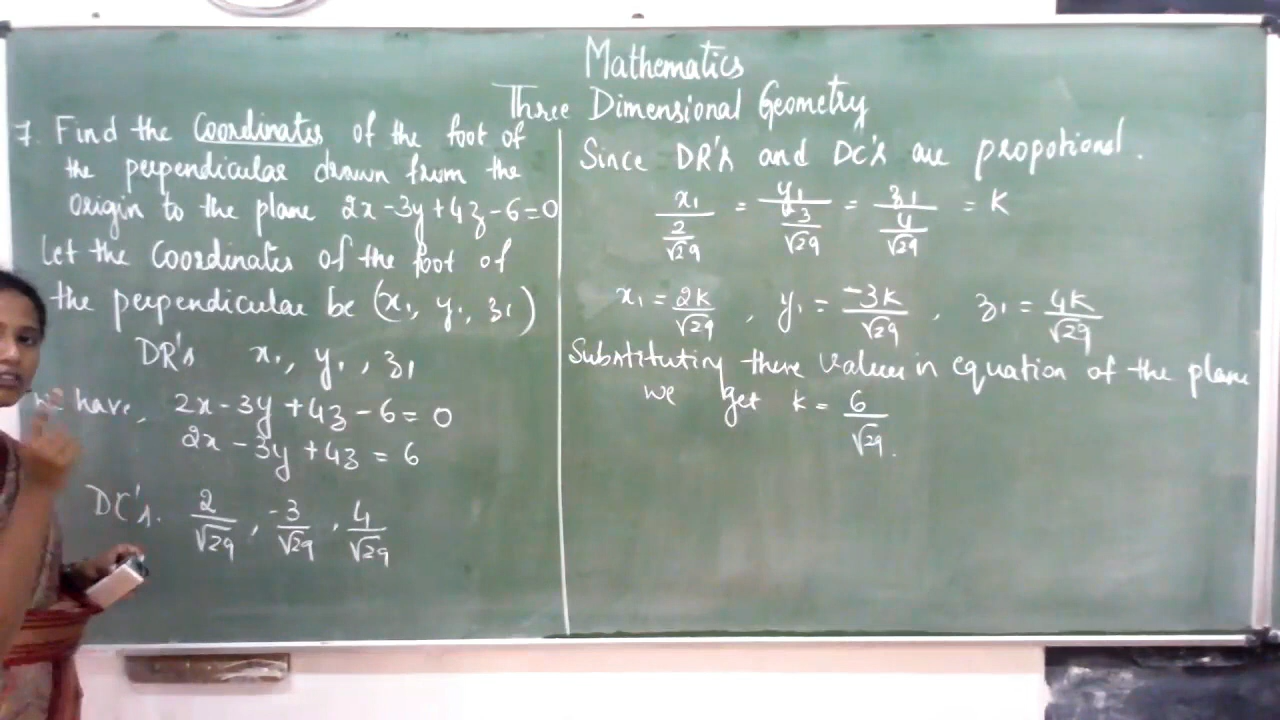 Mathematics
Three Dimensional Geometry
7. Find the Coordinates of the foot of
the perpendicular drawn from the
origin to the plane 2x-3y+4z-6=0
Let the Coordinates of the foot of
the perpendicular be (x₁, y₁, z₁)
DR's x₁, y₁, z₁
we have, 2x-3y+4z-6=0
2x-3y+4z=6
DC's. 2/√29, -3/√29, 4/√29
Since DR's and DC's are propotional.
x₁/(2/√29) = y₁/(-3/√29) = z₁/(4/√29) = K
x₁ = 2K/√29, y₁ = -3K/√29, z₁ = 4K/√29
Substituting these values in equation of the plane
we get k = 6/√29.